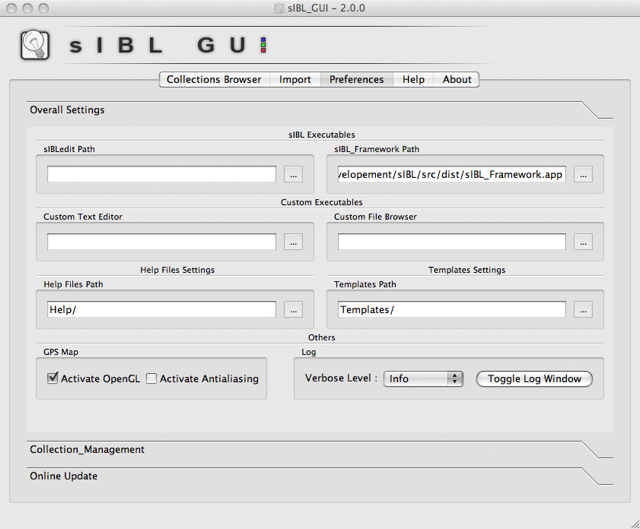 sIBL_GUI - 2.0.0
sIBL GUI
Collections Browser Import Preferences Help About
Overall Settings
sIBL Executables
sIBLedit Path sIBL_Framework Path
... velopement/sIBL/src/dist/sIBL_Framework.app ...
Custom Executables
Custom Text Editor Custom File Browser
... ...
Help Files Settings Templates Settings
Help Files Path Templates Path
Help/ ... Templates/ ...
Others
GPS Map Log
Activate OpenGL Activate Antialiasing Verbose Level : Info Toggle Log Window
Collection_Management
Online Update